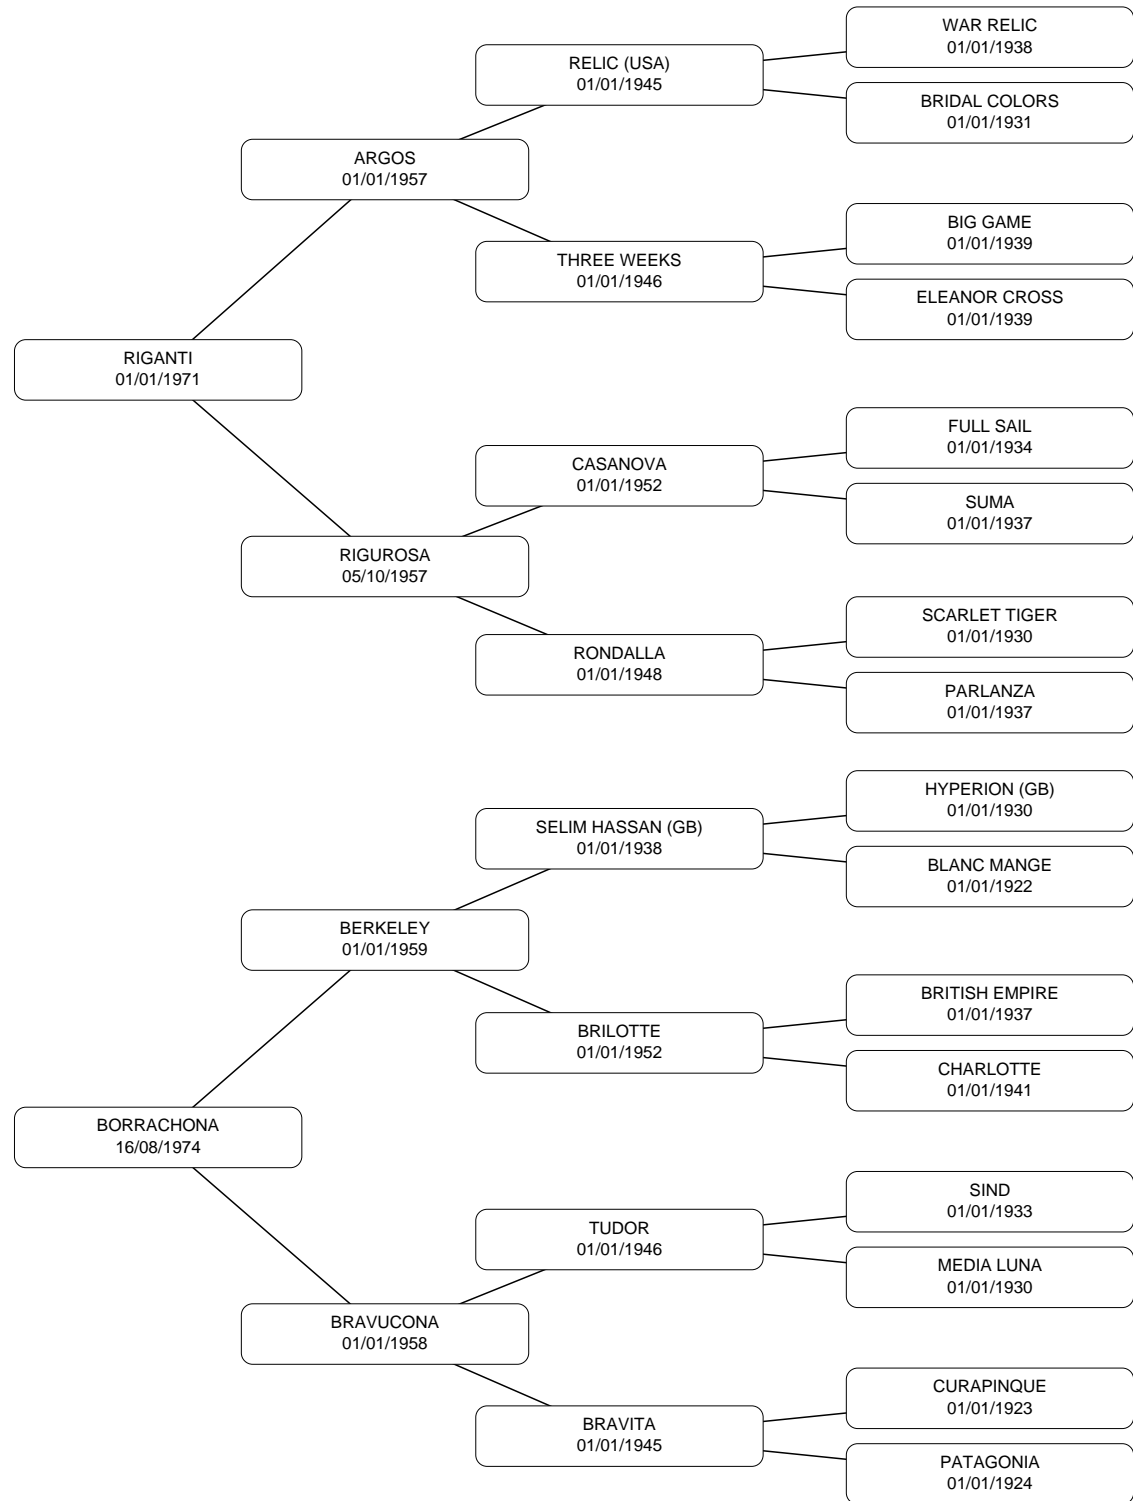 WAR RELIC
01/01/1938
RELIC (USA)
01/01/1945
BRIDAL COLORS
01/01/1931
ARGOS
01/01/1957
BIG GAME
01/01/1939
THREE WEEKS
01/01/1946
ELEANOR CROSS
01/01/1939
RIGANTI
01/01/1971
FULL SAIL
01/01/1934
CASANOVA
01/01/1952
SUMA
01/01/1937
RIGUROSA
05/10/1957
SCARLET TIGER
01/01/1930
RONDALLA
01/01/1948
PARLANZA
01/01/1937
HYPERION (GB)
01/01/1930
SELIM HASSAN (GB)
01/01/1938
BLANC MANGE
01/01/1922
BERKELEY
01/01/1959
BRITISH EMPIRE
01/01/1937
BRILOTTE
01/01/1952
CHARLOTTE
01/01/1941
BORRACHONA
16/08/1974
SIND
01/01/1933
TUDOR
01/01/1946
MEDIA LUNA
01/01/1930
BRAVUCONA
01/01/1958
CURAPINQUE
01/01/1923
BRAVITA
01/01/1945
PATAGONIA
01/01/1924